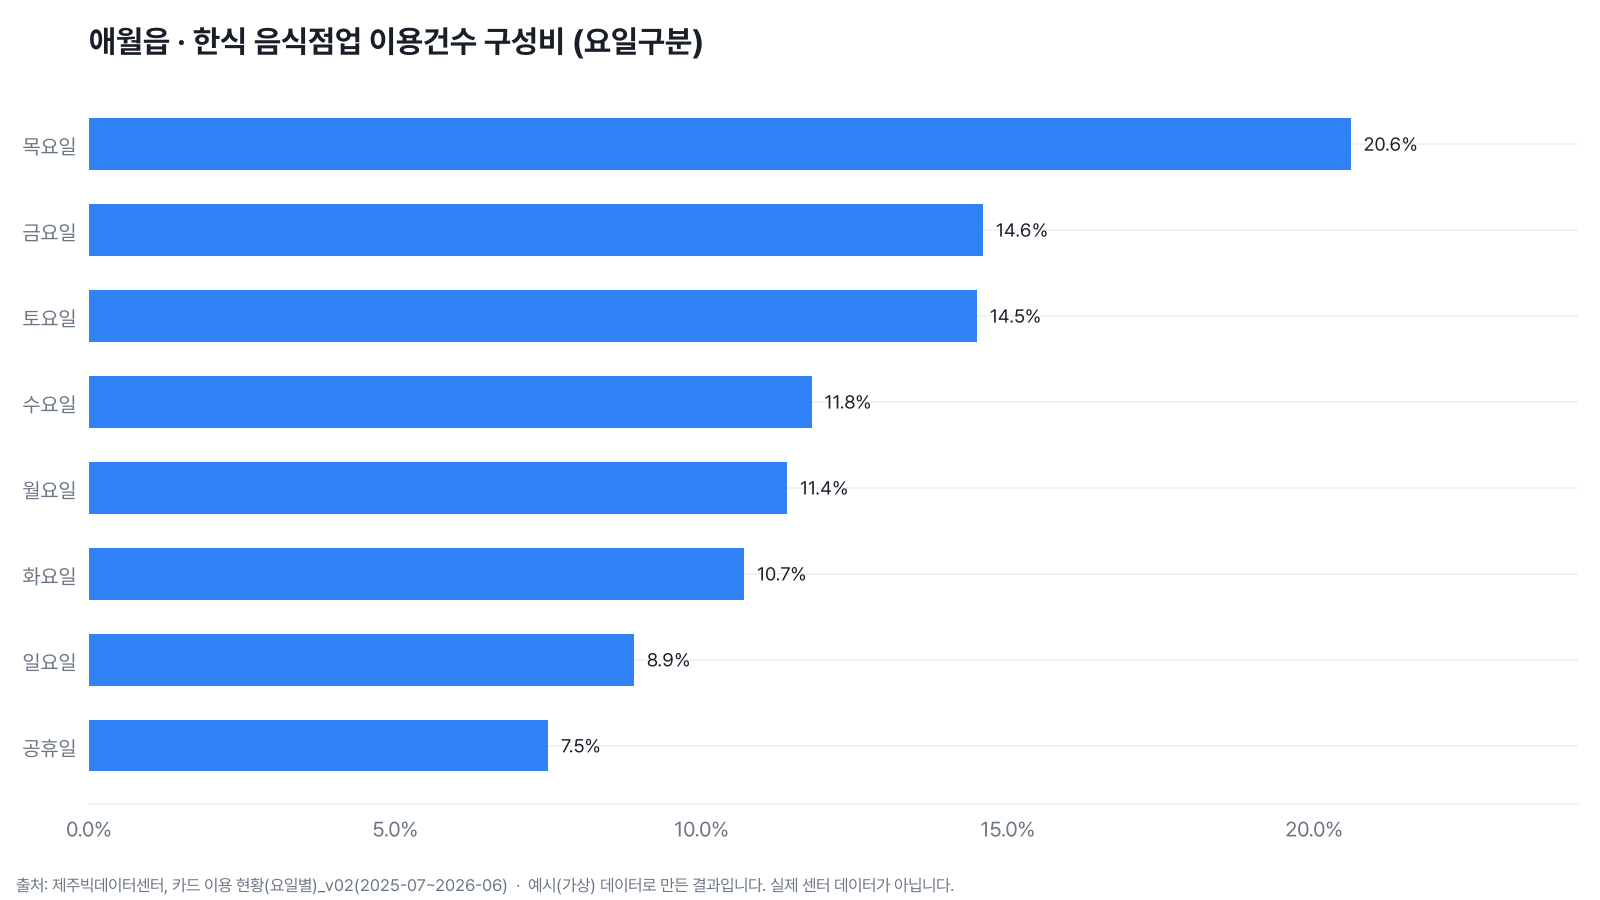 애월읍 · 한식 음식점업 이용건수 구성비 (요일구분)
목요일 20.6%
금요일 14.6%
토요일 14.5%
수요일 11.8%
월요일 11.4%
화요일 10.7%
일요일 8.9%
공휴일 7.5%
0.0% 5.0% 10.0% 15.0% 20.0%
출처: 제주빅데이터센터, 카드 이용 현황(요일별)_v02(2025-07~2026-06) · 예시(가상) 데이터로 만든 결과입니다. 실제 센터 데이터가 아닙니다.